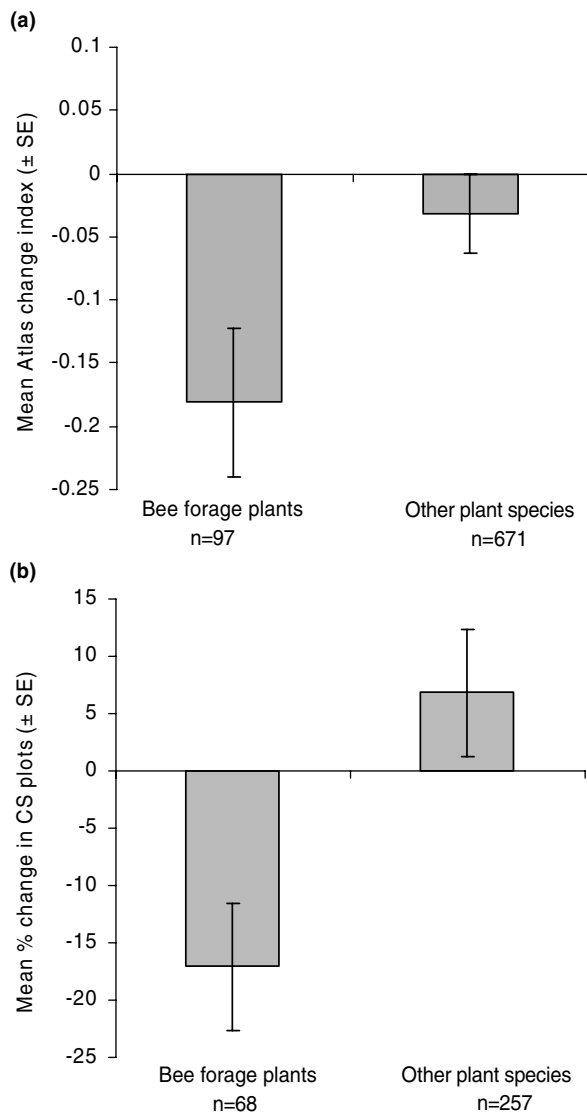 (a)
0.1
0.05
0
-0.05
-0.1
-0.15
-0.2
-0.25
Mean Atlas change index (± SE)
Bee forage plants
n=97
Other plant species
n=671
(b)
15
10
5
0
-5
-10
-15
-20
-25
Mean % change in CS plots (± SE)
Bee forage plants
n=68
Other plant species
n=257